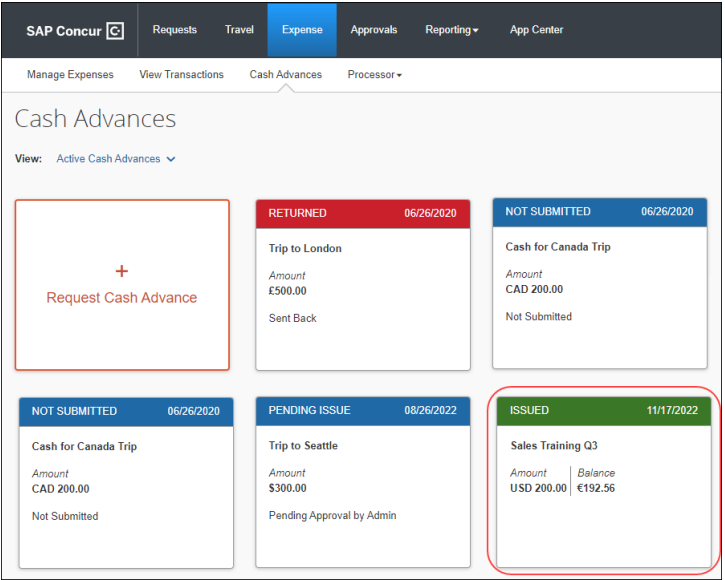 SAP Concur C Requests Travel Expense Approvals Reporting App Center
Manage Expenses View Transactions Cash Advances Processor
Cash Advances
View: Active Cash Advances
+
Request Cash Advance
RETURNED 06/26/2020
Trip to London
Amount
£500.00
Sent Back
NOT SUBMITTED 06/26/2020
Cash for Canada Trip
Amount
CAD 200.00
Not Submitted
NOT SUBMITTED 06/26/2020
Cash for Canada Trip
Amount
CAD 200.00
Not Submitted
PENDING ISSUE 08/26/2022
Trip to Seattle
Amount
$300.00
Pending Approval by Admin
ISSUED 11/17/2022
Sales Training Q3
Amount Balance
USD 200.00 €192.56